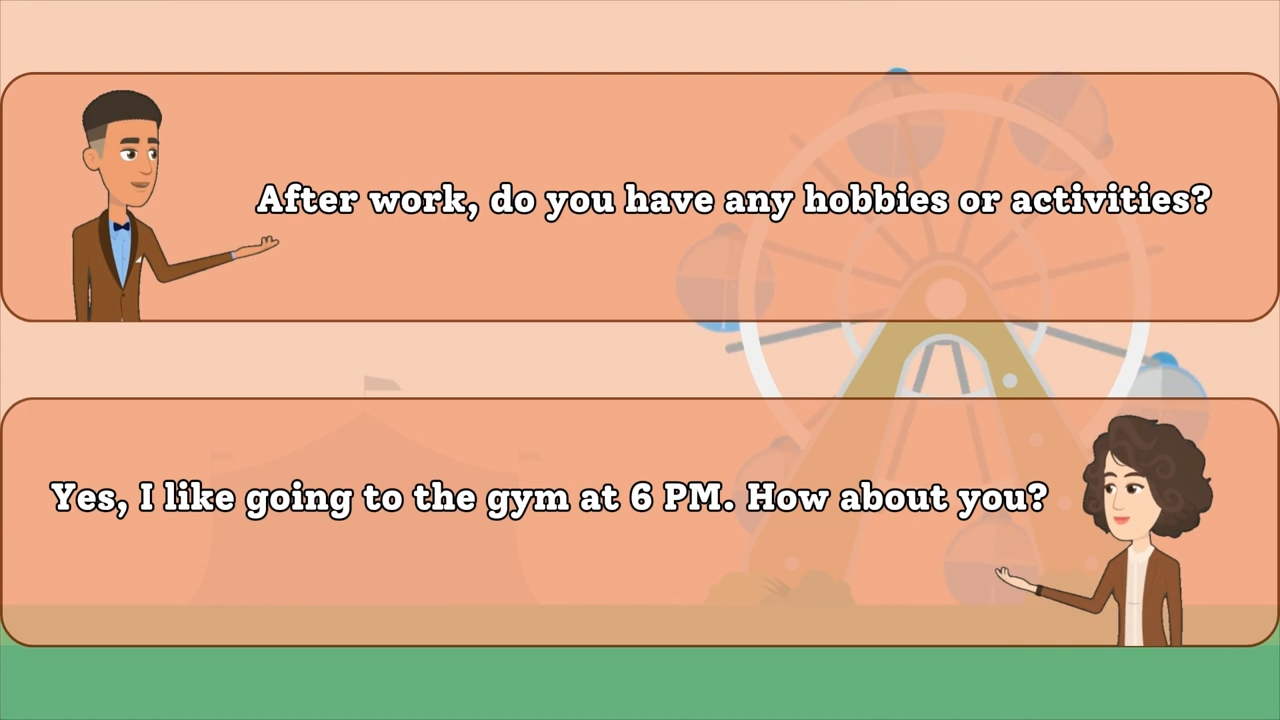 After work, do you have any hobbies or activities?
Yes, I like going to the gym at 6 PM. How about you?